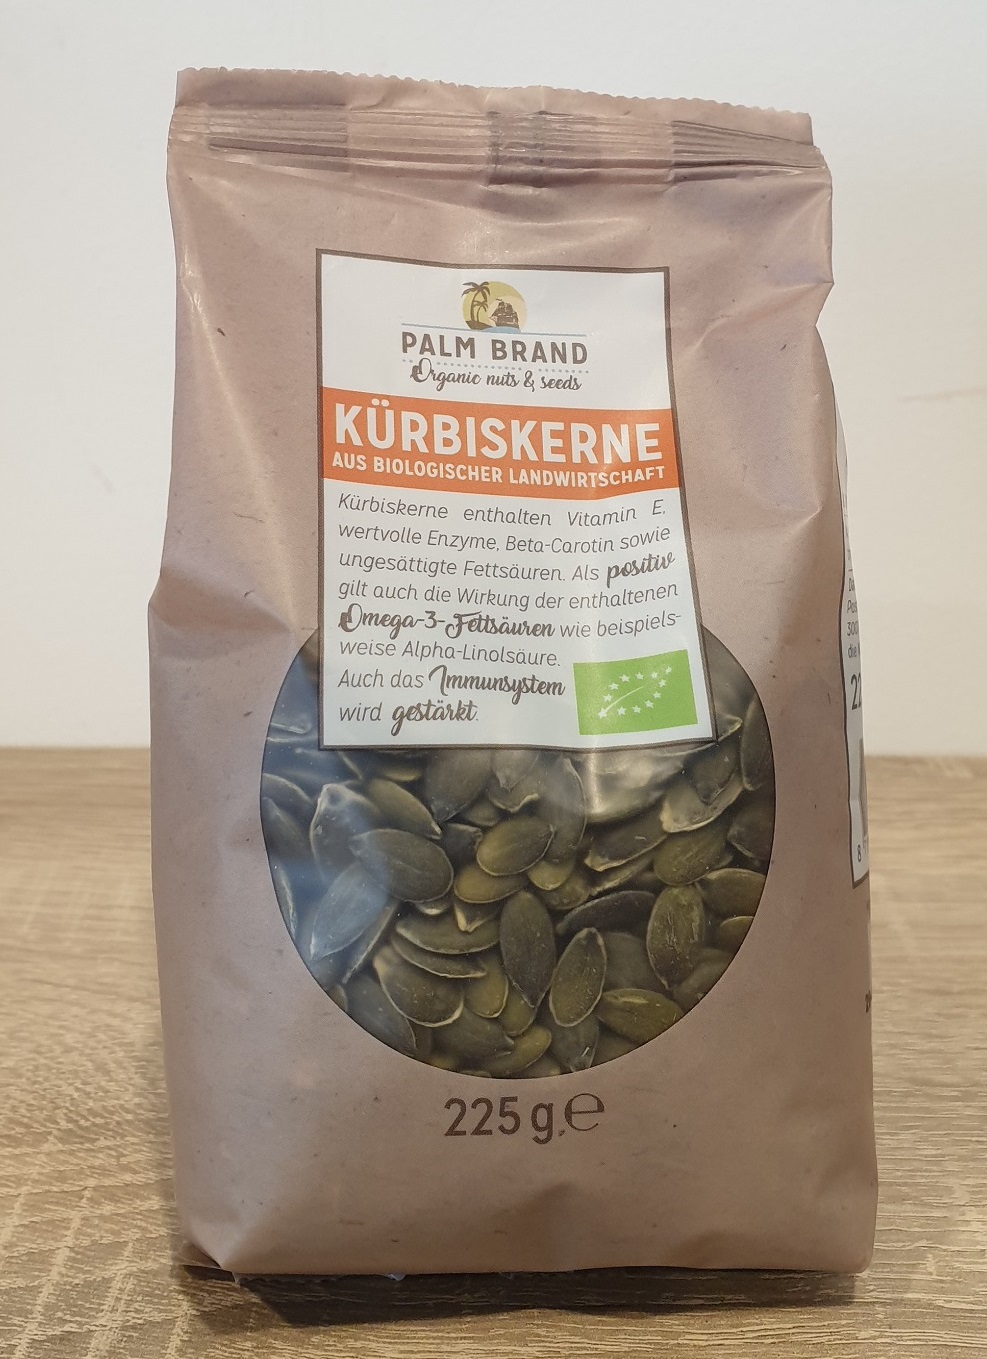 PALM BRAND
Organic nuts & seeds
KÜRBISKERNE
AUS BIOLOGISCHER LANDWIRTSCHAFT
Kürbiskerne enthalten Vitamin E,
wertvolle Enzyme, Beta-Carotin sowie
ungesättigte Fettsäuren. Als positiv
gilt auch die Wirkung der enthaltenen
Omega-3-Fettsäuren wie beispiels-
weise Alpha-Linolsäure.
Auch das Immunsystem
wird gestärkt.
225 g ℮